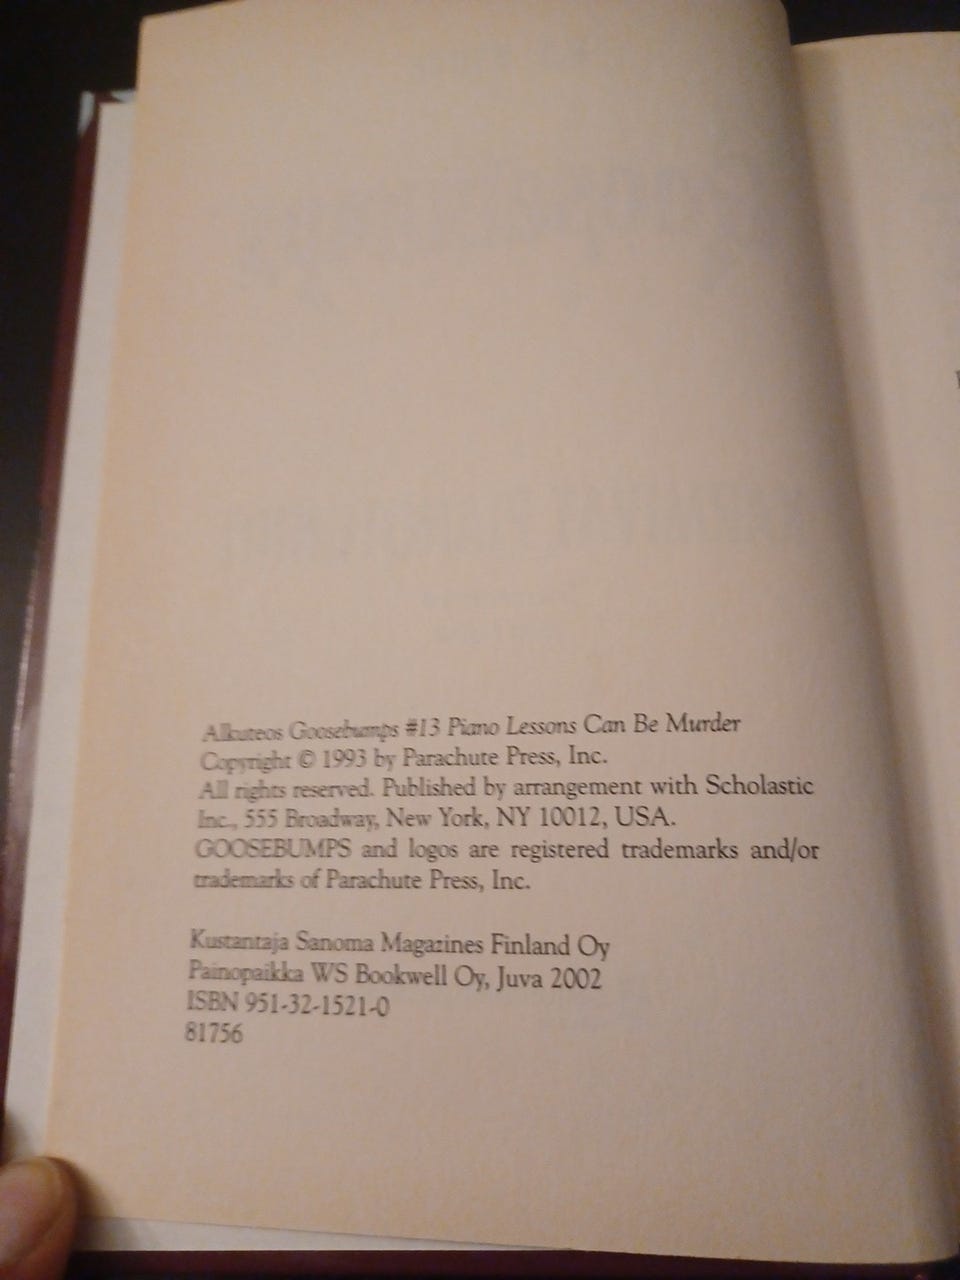 Alkuteos Goosebumps #13 Piano Lessons Can Be Murder
Copyright © 1993 by Parachute Press, Inc.
All rights reserved. Published by arrangement with Scholastic
Inc., 555 Broadway, New York, NY 10012, USA.
GOOSEBUMPS and logos are registered trademarks and/or
trademarks of Parachute Press, Inc.
Kustantaja Sanoma Magazines Finland Oy
Painopaikka WS Bookwell Oy, Juva 2002
ISBN 951-32-1521-0
81756